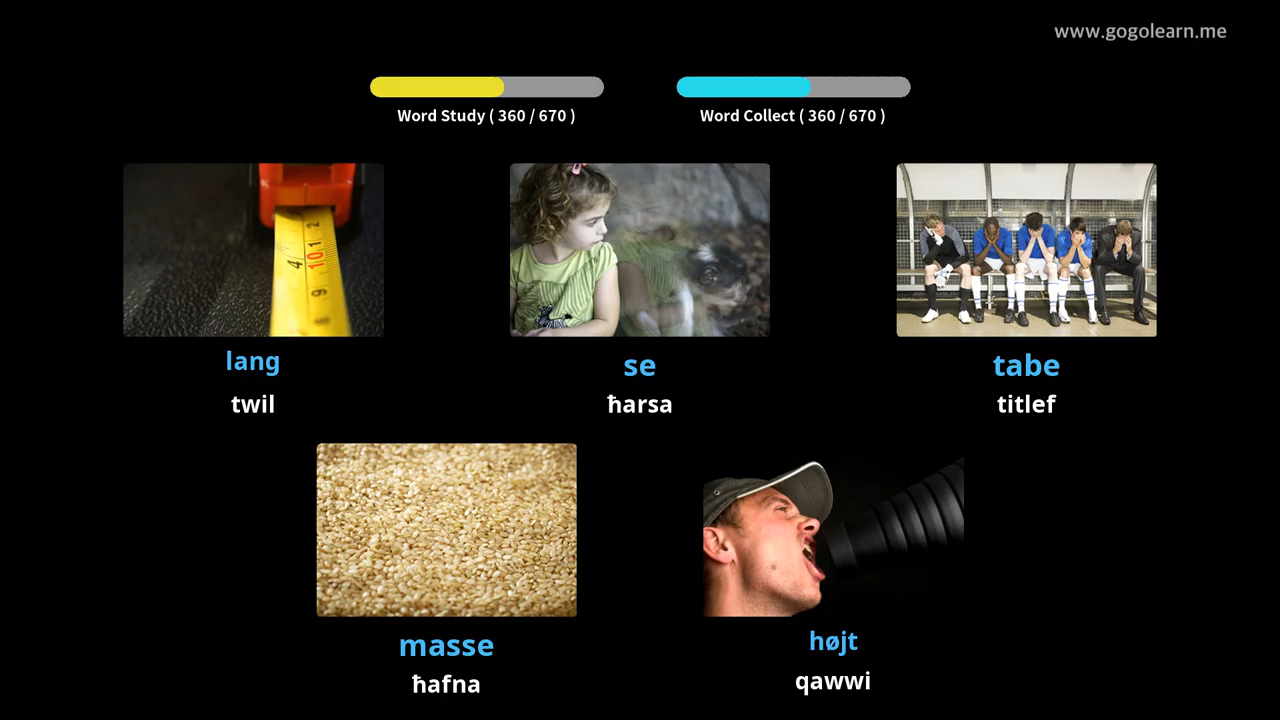 www.gogolearn.me
Word Study ( 360 / 670 )
Word Collect ( 360 / 670 )
lang
se
tabe
twil
ħarsa
titlef
masse
højt
ħafna
qawwi